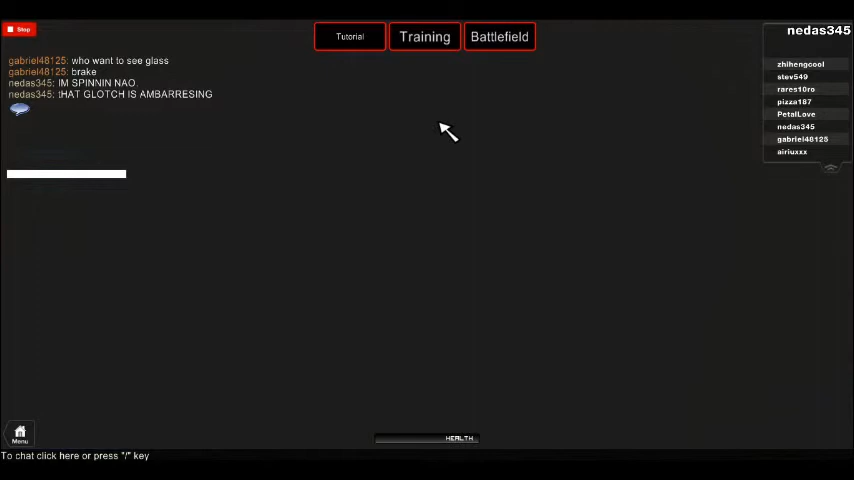 Stop
Tutorial
Training
Battlefield
nedas345
gabriel48125: who want to see glass
gabriel48125: brake
nedas345: IM SPINNIN NAO.
nedas345: tHAT GLOTCH IS AMBARRESING
zhihengcool
stev549
rares10ro
pizza187
PetalLove
nedas345
gabriel48125
airiuxxx
HEALTH
Menu
To chat click here or press "/" key